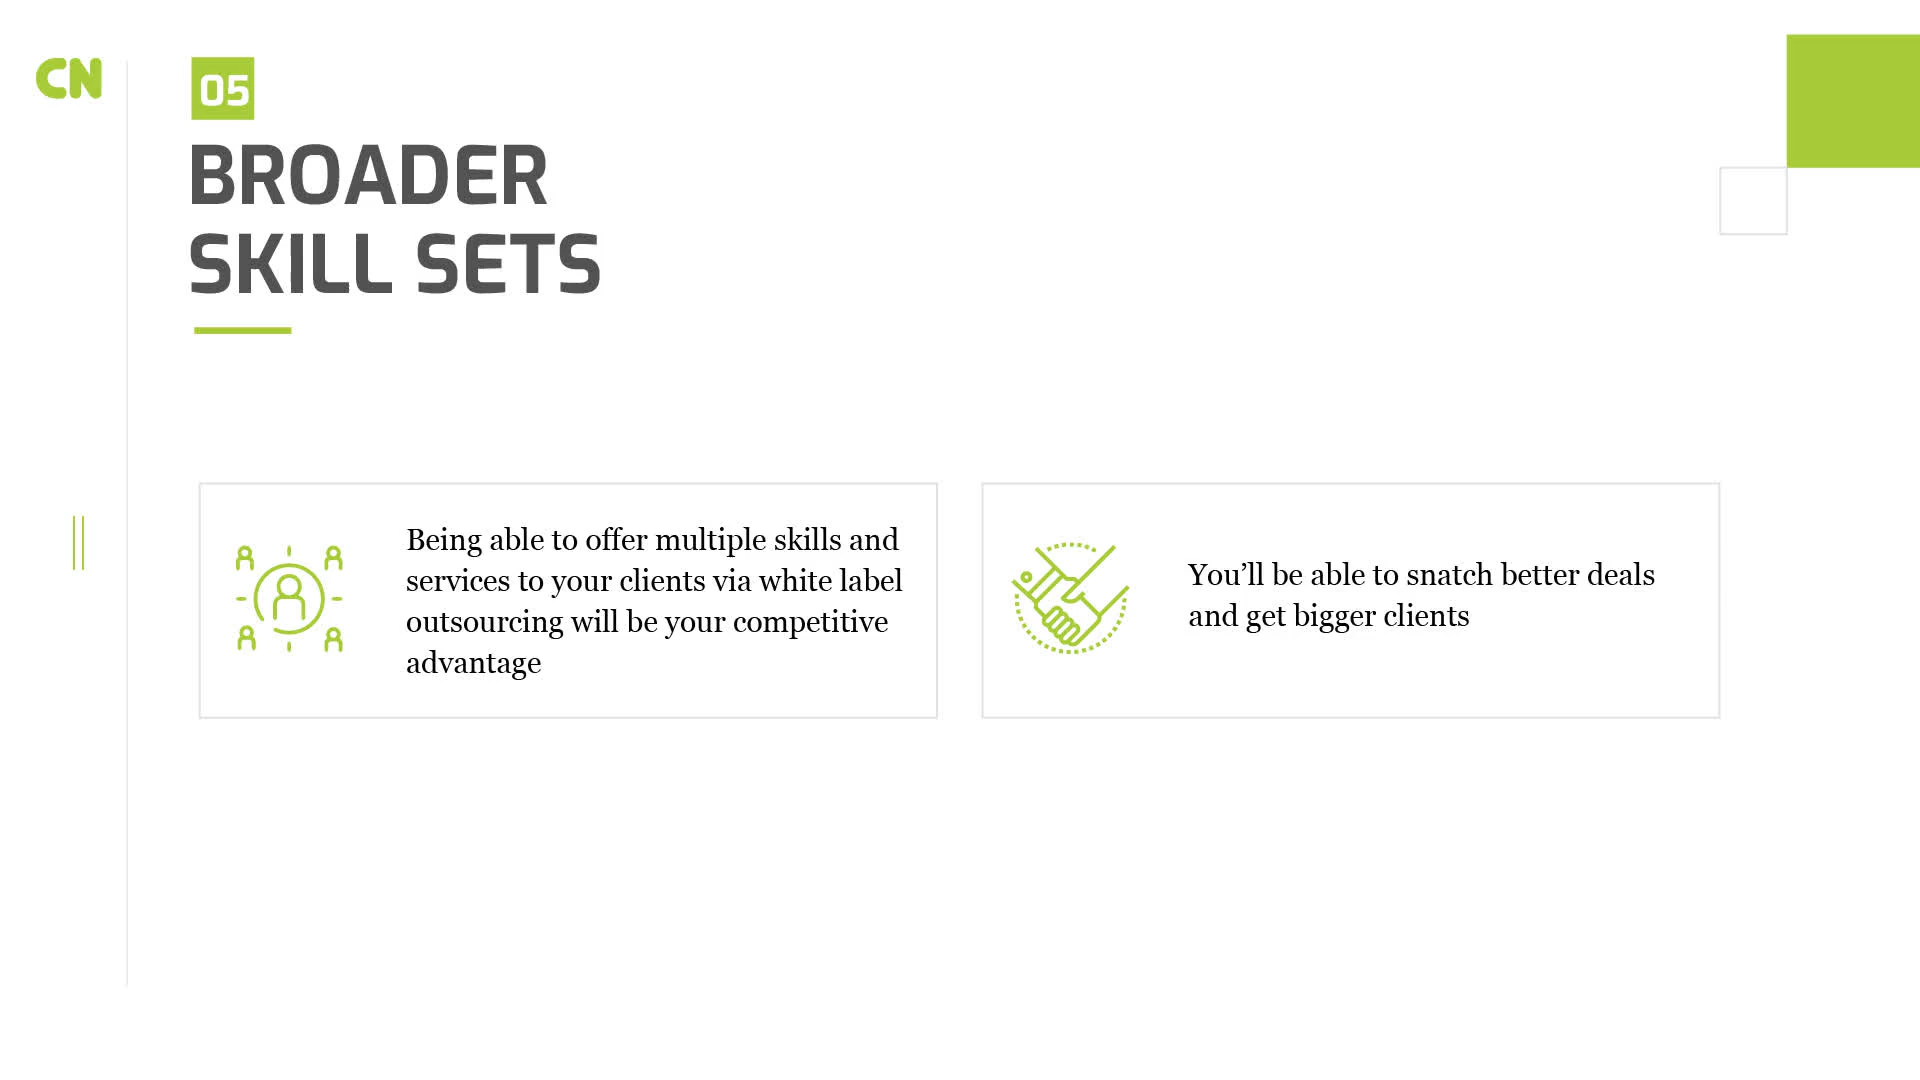 CN
05
BROADER
SKILL SETS
Being able to offer multiple skills and
services to your clients via white label
outsourcing will be your competitive
advantage
You’ll be able to snatch better deals
and get bigger clients